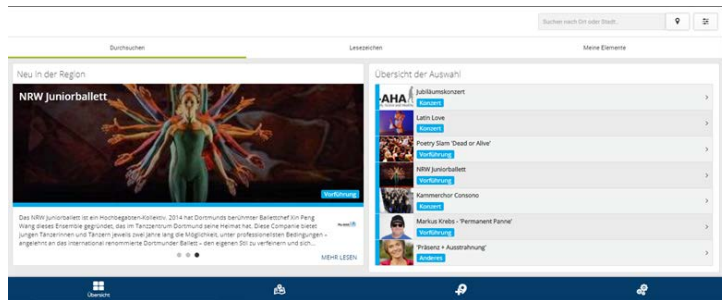 Suchen nach Ort oder Stadt.
Durchsuchen
Lesezeichen
Meine Elemente
Neu in der Region
NRW Juniorballett
Vorführung
Das NRW Juniorballett ist ein Hochbegabten-Kollektiv. 2014 hat Dortmunds berühmter Ballettchef Xin Peng
Wang dieses Ensemble gegründet, das im Tanzzentrum Dortmund seine Heimat hat. Diese Companie bietet
jungen Tänzerinnen und Tänzern jeweils zwei Jahre lang die Möglichkeit, unter professionellsten Bedingungen –
angelehnt an das international renommierte Dortmunder Ballett – den eigenen Stil zu verfeinern und sich...
MEHR LESEN
Übersicht der Auswahl
AHA
Jubiläumskonzert
Konzert
Latin Love
Konzert
Poetry Slam 'Dead or Alive'
Vorführung
NRW Juniorballett
Vorführung
Kammerchor Consono
Konzert
Markus Krebs - 'Permanent Panne'
Vorführung
'Präsenz + Ausstrahnung'
Anderes
Übersicht